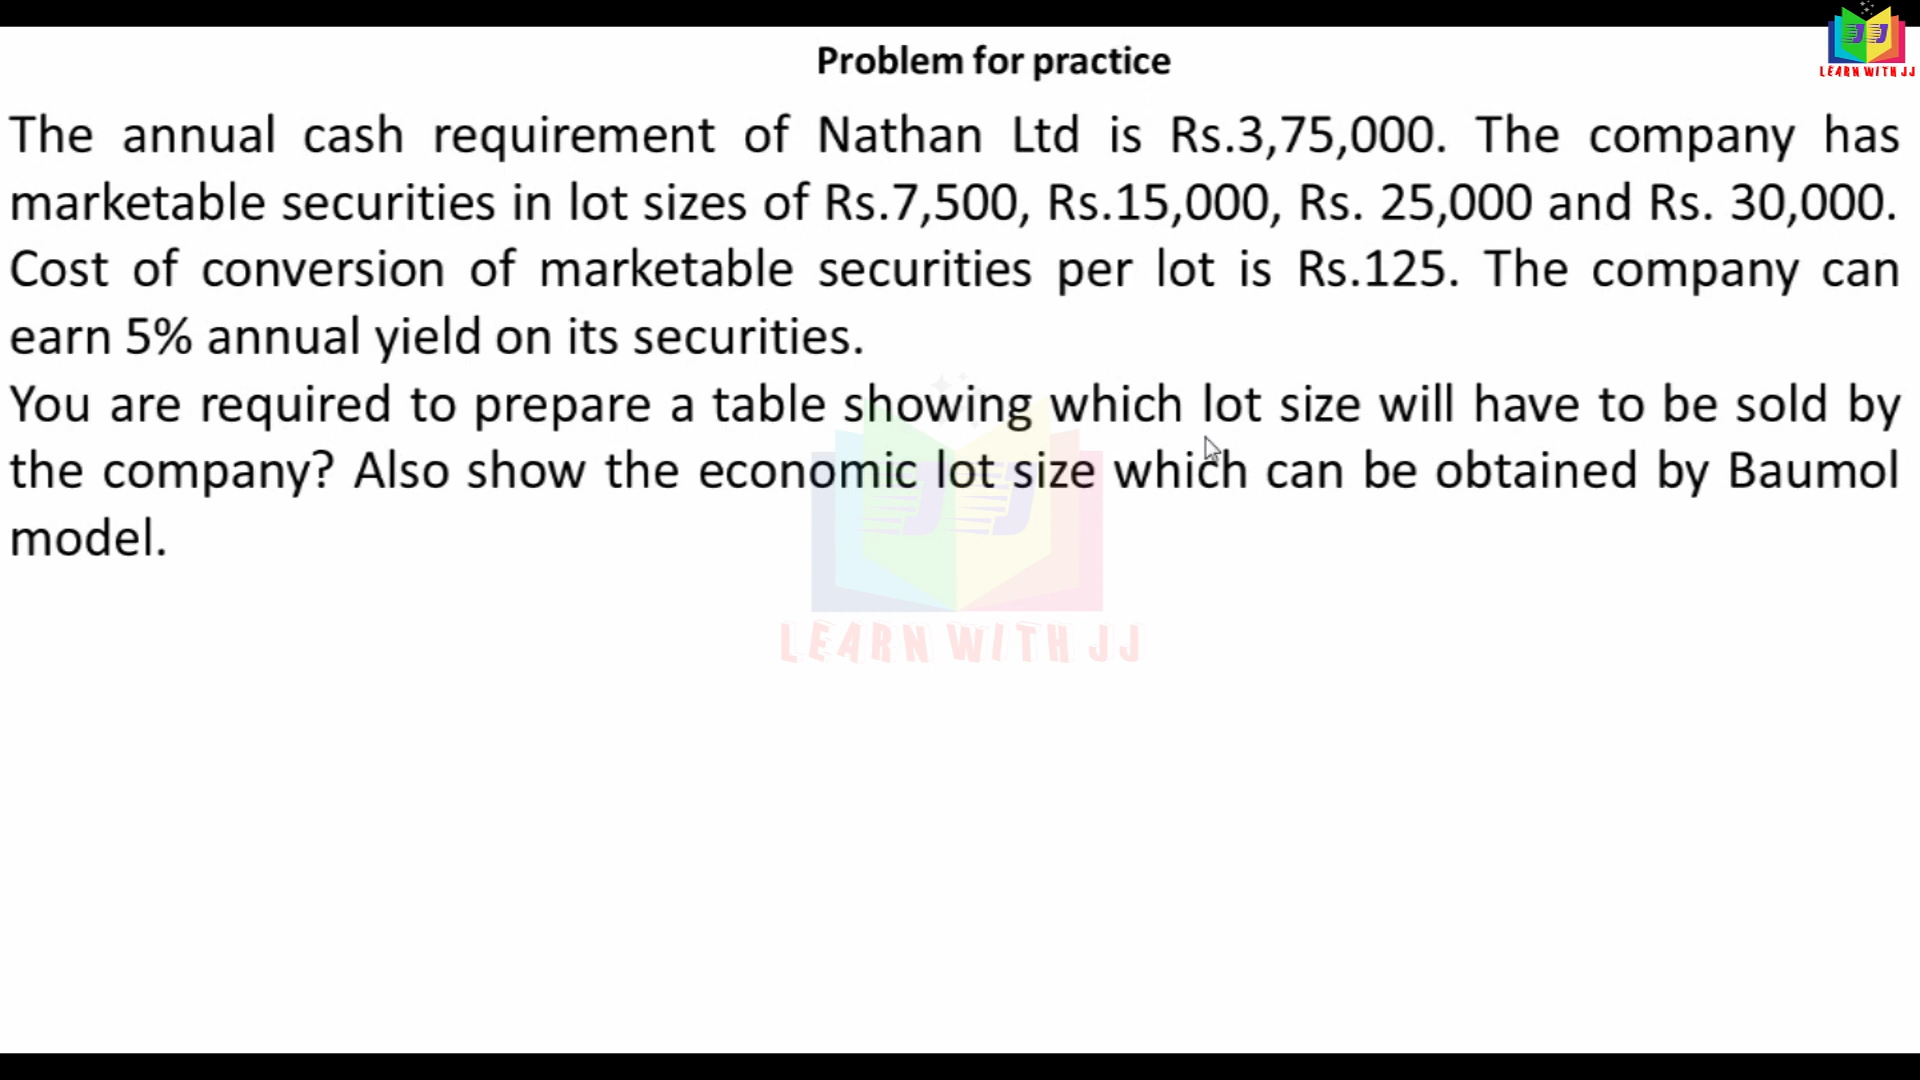 LEARN WITH JJ
Problem for practice
The annual cash requirement of Nathan Ltd is Rs.3,75,000. The company has
marketable securities in lot sizes of Rs.7,500, Rs.15,000, Rs. 25,000 and Rs. 30,000.
Cost of conversion of marketable securities per lot is Rs.125. The company can
earn 5% annual yield on its securities.
You are required to prepare a table showing which lot size will have to be sold by
the company? Also show the economic lot size which can be obtained by Baumol
model.
JJ
LEARN WITH JJ